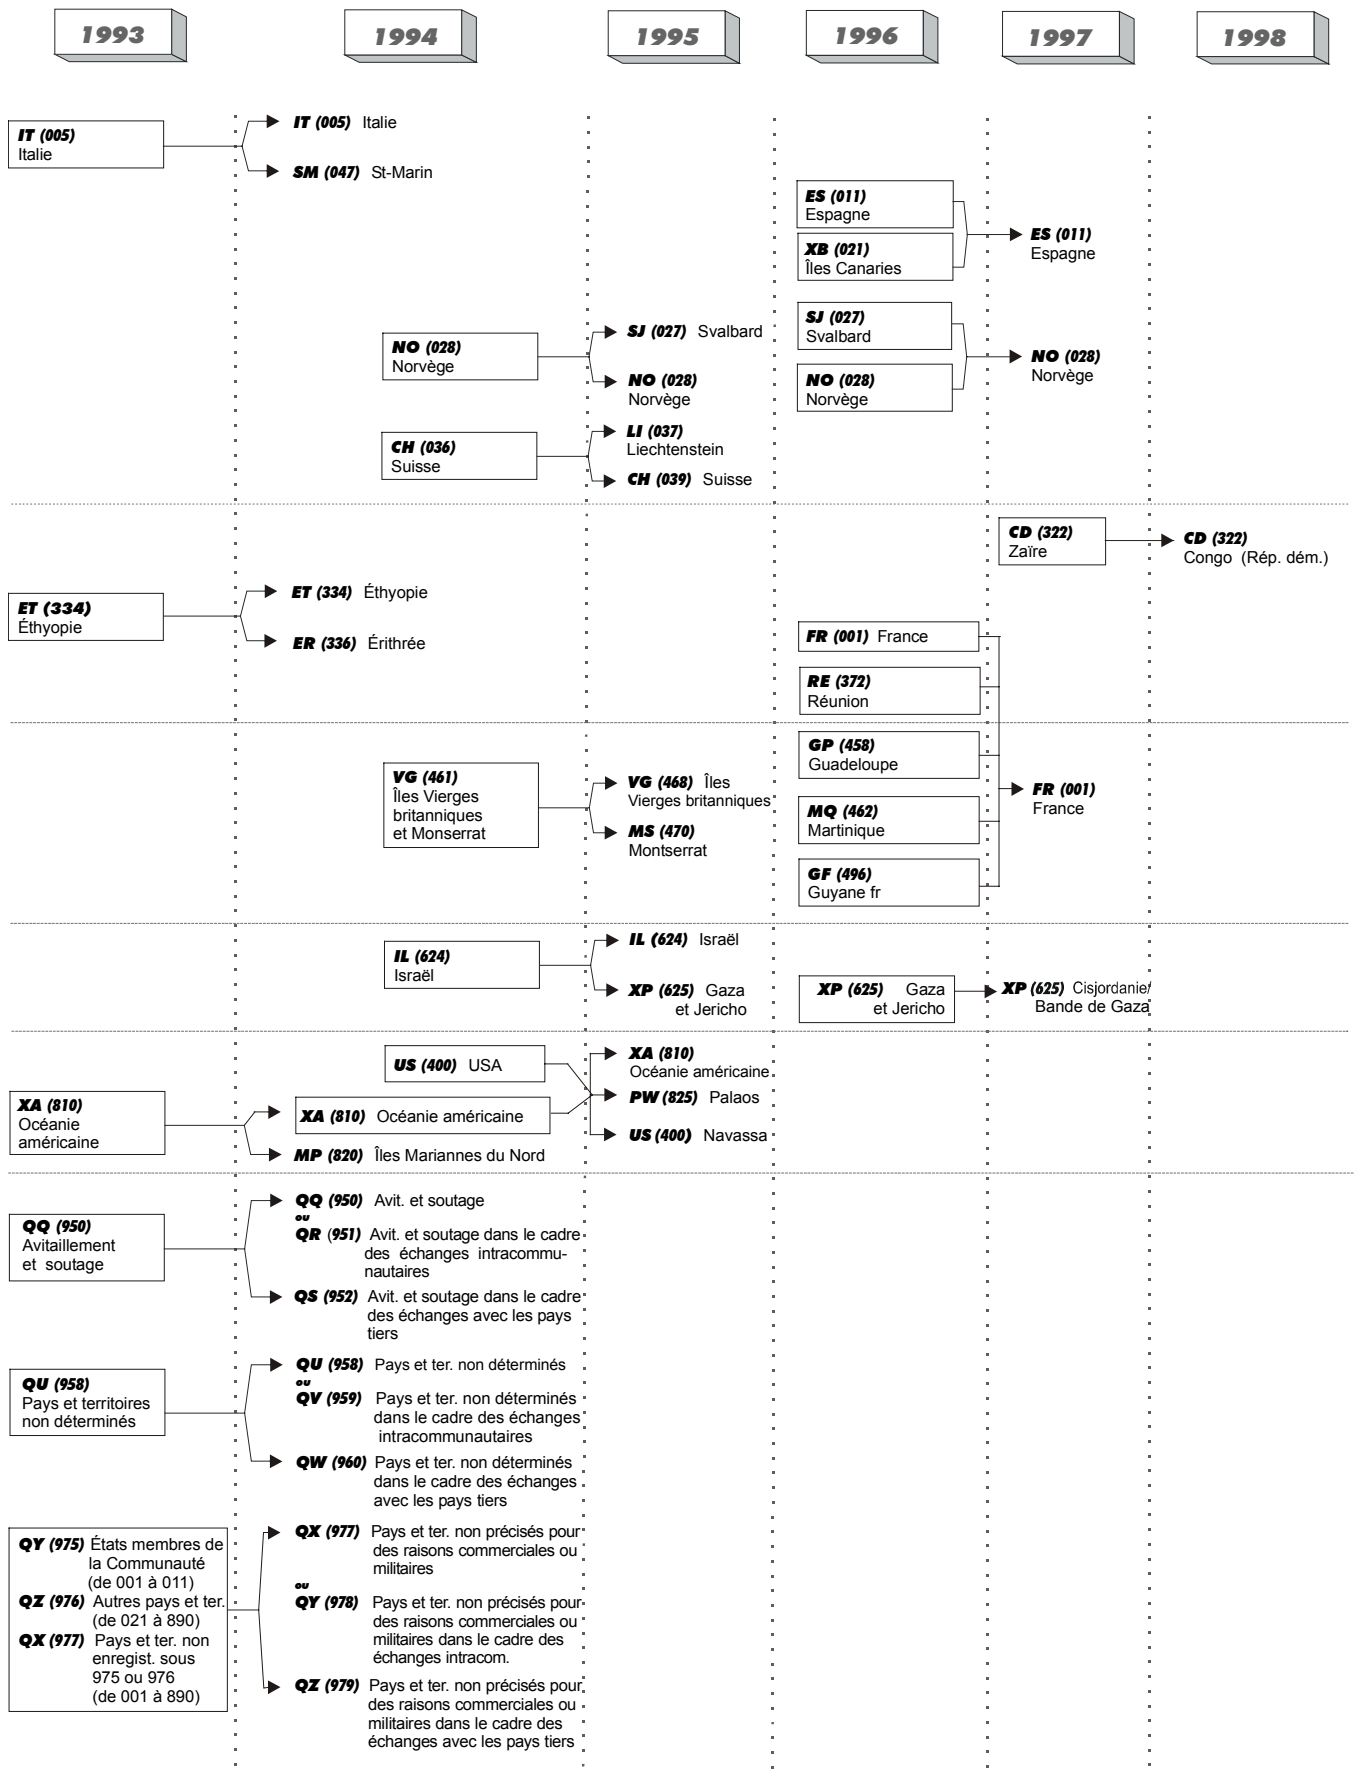 1993
1994
1995
1996
1997
1998
IT (005)
Italie
IT (005) Italie
SM (047) St-Marin
ES (011)
Espagne
XB (021)
Îles Canaries
ES (011)
Espagne
NO (028)
Norvège
SJ (027) Svalbard
NO (028)
Norvège
SJ (027)
Svalbard
NO (028)
Norvège
NO (028)
Norvège
CH (036)
Suisse
LI (037)
Liechtenstein
CH (039) Suisse
CD (322)
Zaïre
CD (322)
Congo (Rép. dém.)
ET (334)
Éthyopie
ET (334) Éthyopie
ER (336) Érithrée
FR (001) France
RE (372)
Réunion
GP (458)
Guadeloupe
MQ (462)
Martinique
GF (496)
Guyane fr
FR (001)
France
VG (461)
Îles Vierges
britanniques
et Monserrat
VG (468) Îles
Vierges britanniques
MS (470)
Montserrat
IL (624)
Israël
IL (624) Israël
XP (625) Gaza
et Jericho
XP (625) Gaza
et Jericho
XP (625) Cisjordanie/
Bande de Gaza
US (400) USA
XA (810)
Océanie
américaine
XA (810) Océanie américaine
MP (820) Îles Mariannes du Nord
XA (810)
Océanie américaine
PW (825) Palaos
US (400) Navassa
QQ (950)
Avitaillement
et soutage
QQ (950) Avit. et soutage
ou
QR (951) Avit. et soutage dans le cadre
des échanges intracommu-
nautaires
QS (952) Avit. et soutage dans le cadre
des échanges avec les pays
tiers
QU (958)
Pays et territoires
non déterminés
QU (958) Pays et ter. non déterminés
ou
QV (959) Pays et ter. non déterminés
dans le cadre des échanges
intracommunautaires
QW (960) Pays et ter. non déterminés
dans le cadre des échanges
avec les pays tiers
QY (975) États membres de
la Communauté
(de 001 à 011)
QZ (976) Autres pays et ter.
(de 021 à 890)
QX (977) Pays et ter. non
enregist. sous
975 ou 976
(de 001 à 890)
QX (977) Pays et ter. non précisés pour
des raisons commerciales ou
militaires
ou
QY (978) Pays et ter. non précisés pour
des raisons commerciales ou
militaires dans le cadre des
échanges intracom.
QZ (979) Pays et ter. non précisés pour
des raisons commerciales ou
militaires dans le cadre des
échanges avec les pays tiers